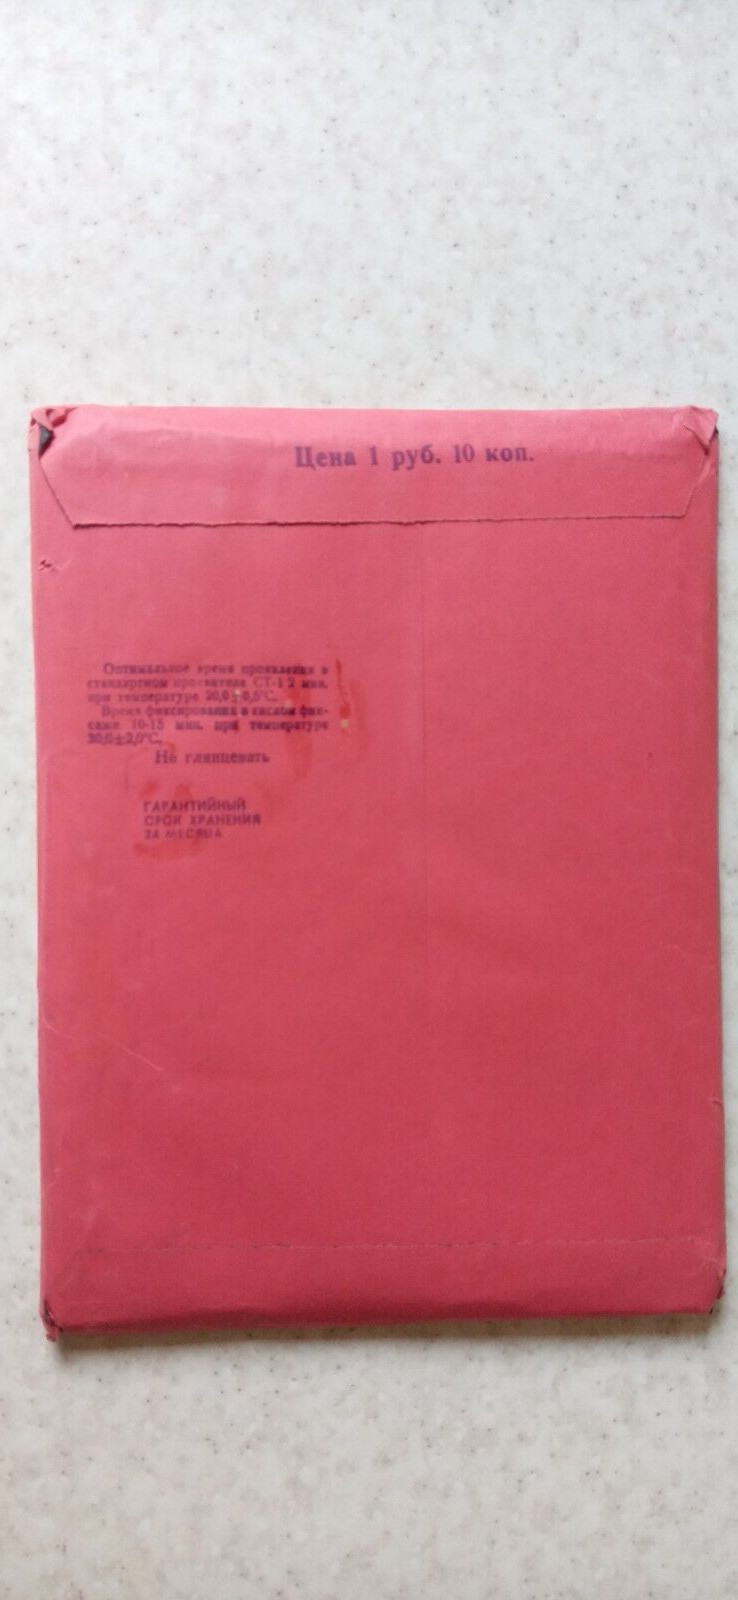 Цена 1 руб. 10 коп.
Оптимальное время проявления в
стандартном проявителе СТ-1 2 мин.
при температуре 20,0±0,5°С.
Время фиксирования в кислом фик-
саже 10-15 мин. при температуре
20,0±2,0°С.
Не глянцевать
ГАРАНТИЙНЫЙ
СРОК ХРАНЕНИЯ
24 МЕСЯЦА